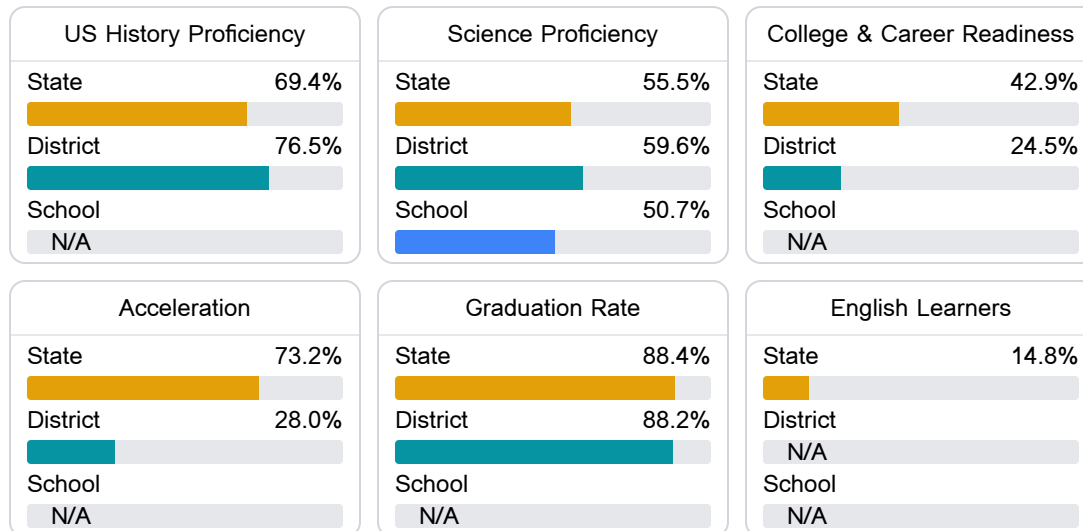 US History Proficiency
State 69.4%
District 76.5%
School
N/A
Science Proficiency
State 55.5%
District 59.6%
School 50.7%
College & Career Readiness
State 42.9%
District 24.5%
School
N/A
Acceleration
State 73.2%
District 28.0%
School
N/A
Graduation Rate
State 88.4%
District 88.2%
School
N/A
English Learners
State 14.8%
District
N/A
School
N/A